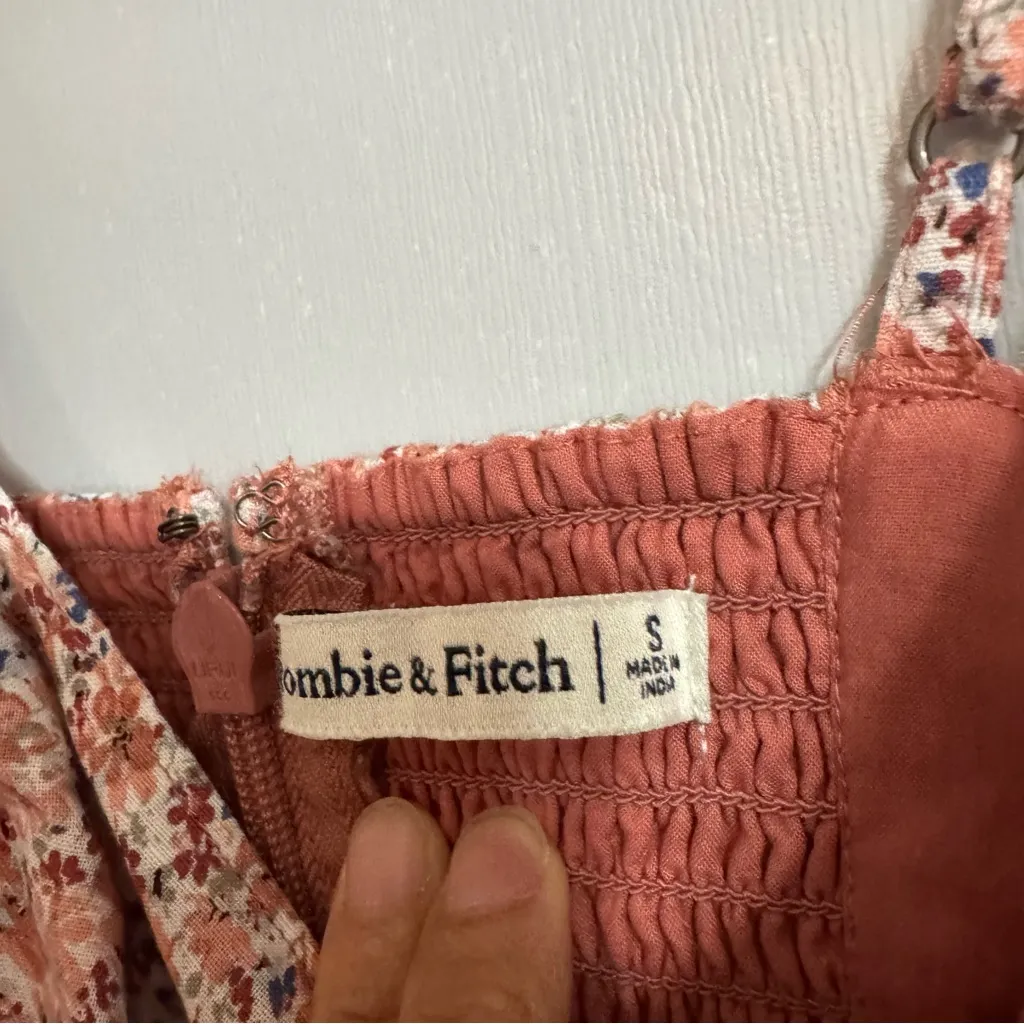 ombie & Fitch
S
MADE IN
INDIA